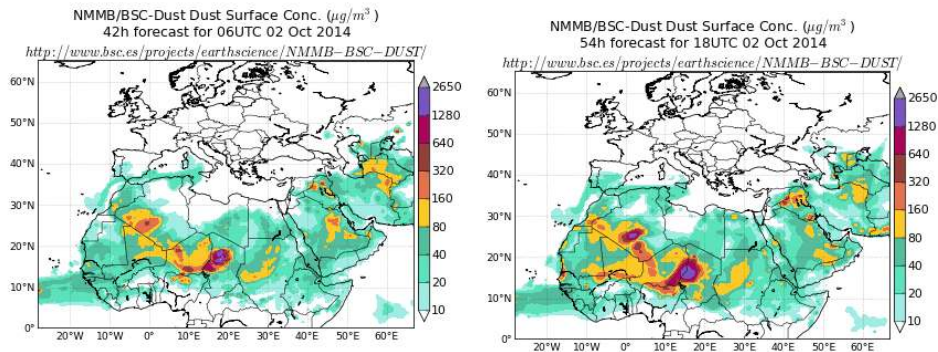 NMMB/BSC-Dust Dust Surface Conc. (μg/m³)
42h forecast for 06UTC 02 Oct 2014
http://www.bsc.es/projects/earthscience/NMMB−BSC−DUST/
60°N
50°N
40°N
30°N
20°N
10°N
0°
20°W
10°W
0°
10°E
20°E
30°E
40°E
50°E
60°E
2650
1280
640
320
160
80
40
20
10
NMMB/BSC-Dust Dust Surface Conc. (μg/m³)
54h forecast for 18UTC 02 Oct 2014
http://www.bsc.es/projects/earthscience/NMMB−BSC−DUST/
60°N
50°N
40°N
30°N
20°N
10°N
0°
20°W
10°W
0°
10°E
20°E
30°E
40°E
50°E
60°E
2650
1280
640
320
160
80
40
20
10